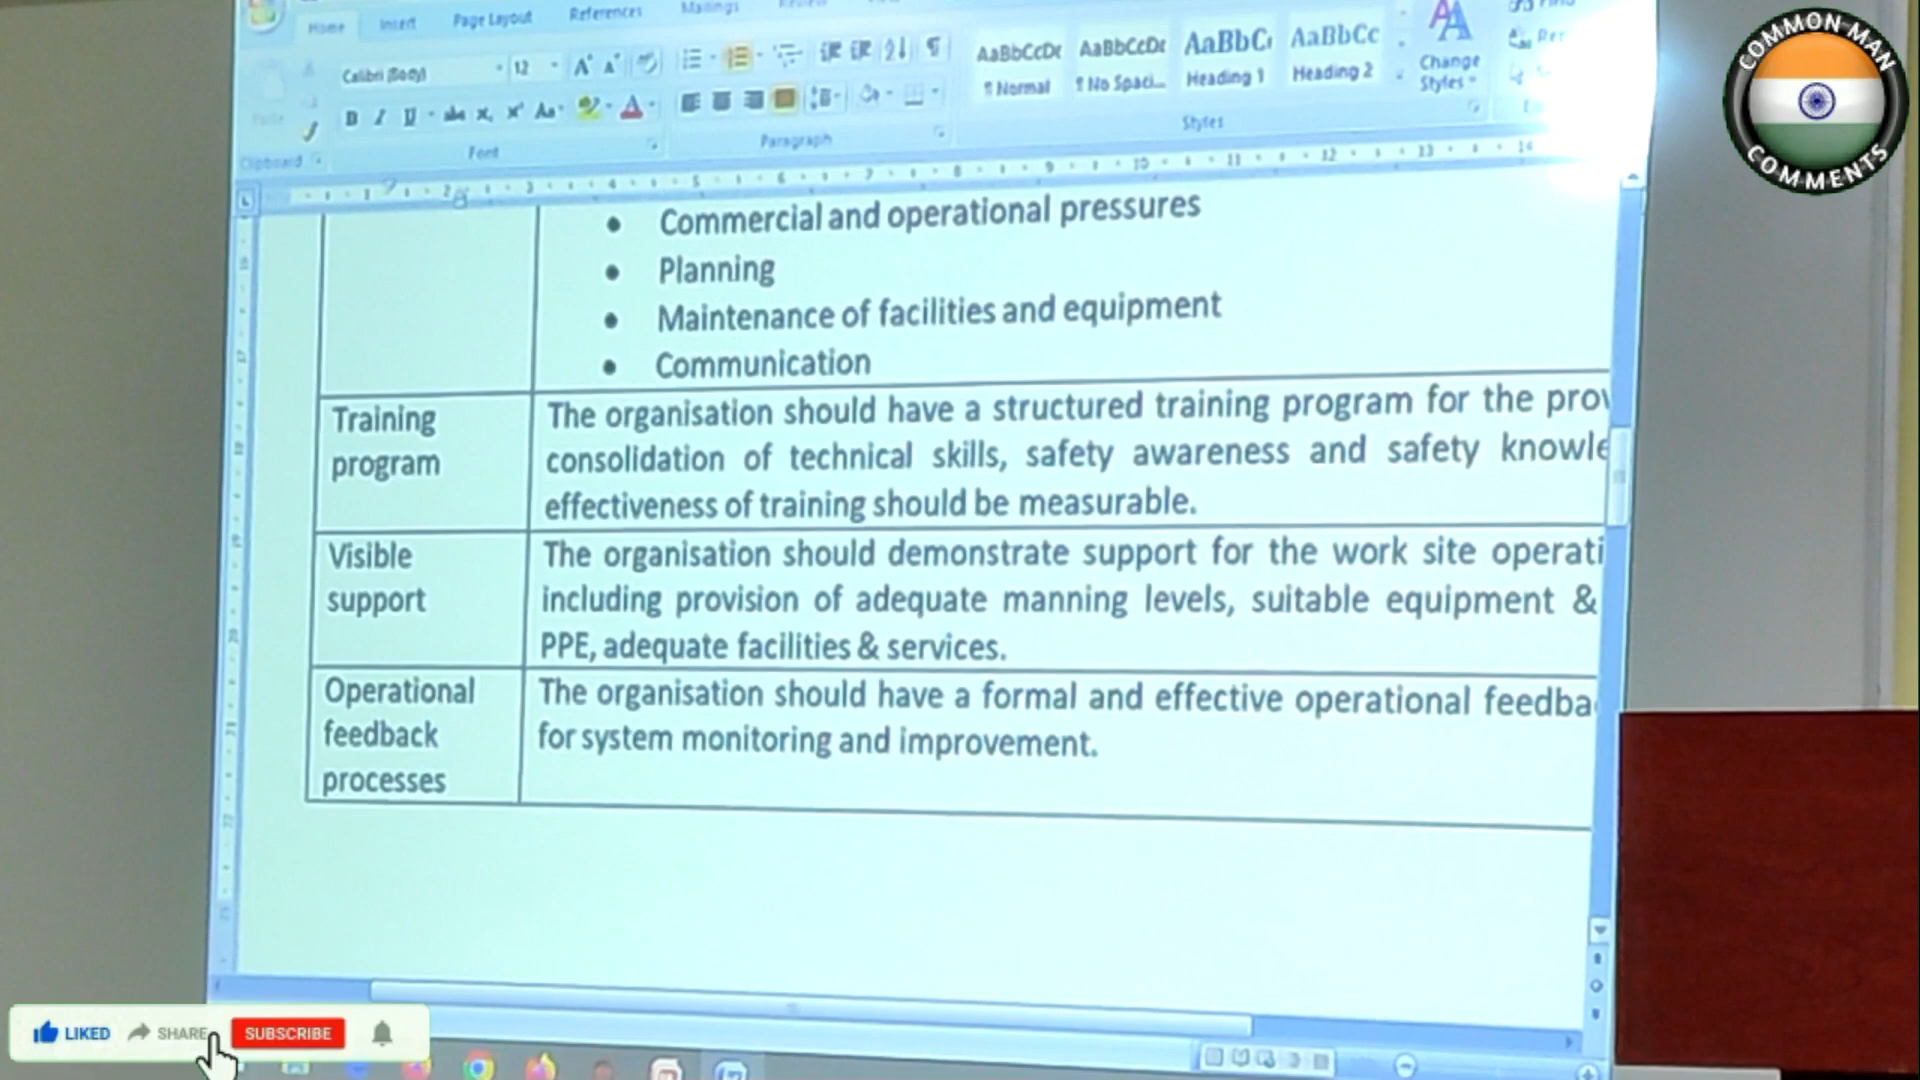 Home Insert Page Layout References Mailings
Calibri (Body) 12
AaBbCcDc AaBbCcDc AaBbC AaBbCc
¶ Normal ¶ No Spaci... Heading 1 Heading 2
Change
Styles
Clipboard Font Paragraph Styles
COMMON MAN
COMMENTS
• Commercial and operational pressures
• Planning
• Maintenance of facilities and equipment
• Communication
Training
program
The organisation should have a structured training program for the prov
consolidation of technical skills, safety awareness and safety knowle
effectiveness of training should be measurable.
Visible
support
The organisation should demonstrate support for the work site operati
including provision of adequate manning levels, suitable equipment &
PPE, adequate facilities & services.
Operational
feedback
processes
The organisation should have a formal and effective operational feedba
for system monitoring and improvement.
LIKED SHARE SUBSCRIBE